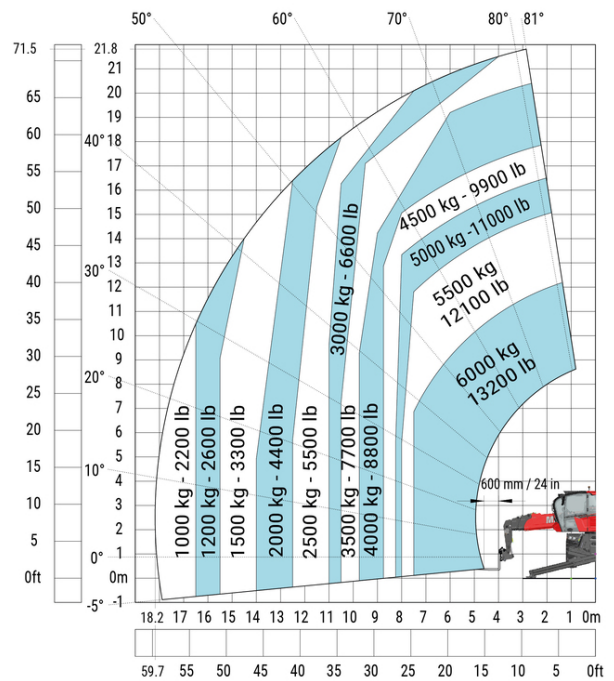 50° 60° 70° 80° 81°
71.5 21.8
21
65 20
19
60 40° 18
17
55 16
50 15
45 14
30° 13
40 12
35 11
10
30 9
20° 8
25 7
20 6
5
15 10° 4
10 3
2
5 0° 1
0ft 0m
-5° -1
4500 kg - 9900 lb
5000 kg -11000 lb
5500 kg
12100 lb
6000 kg
13200 lb
3000 kg - 6600 lb
1000 kg - 2200 lb
1200 kg - 2600 lb
1500 kg - 3300 lb
2000 kg - 4400 lb
2500 kg - 5500 lb
3500 kg - 7700 lb
4000 kg - 8800 lb
600 mm / 24 in
18.2 17 16 15 14 13 12 11 10 9 8 7 6 5 4 3 2 1 0m
59.7 55 50 45 40 35 30 25 20 15 10 5 0ft